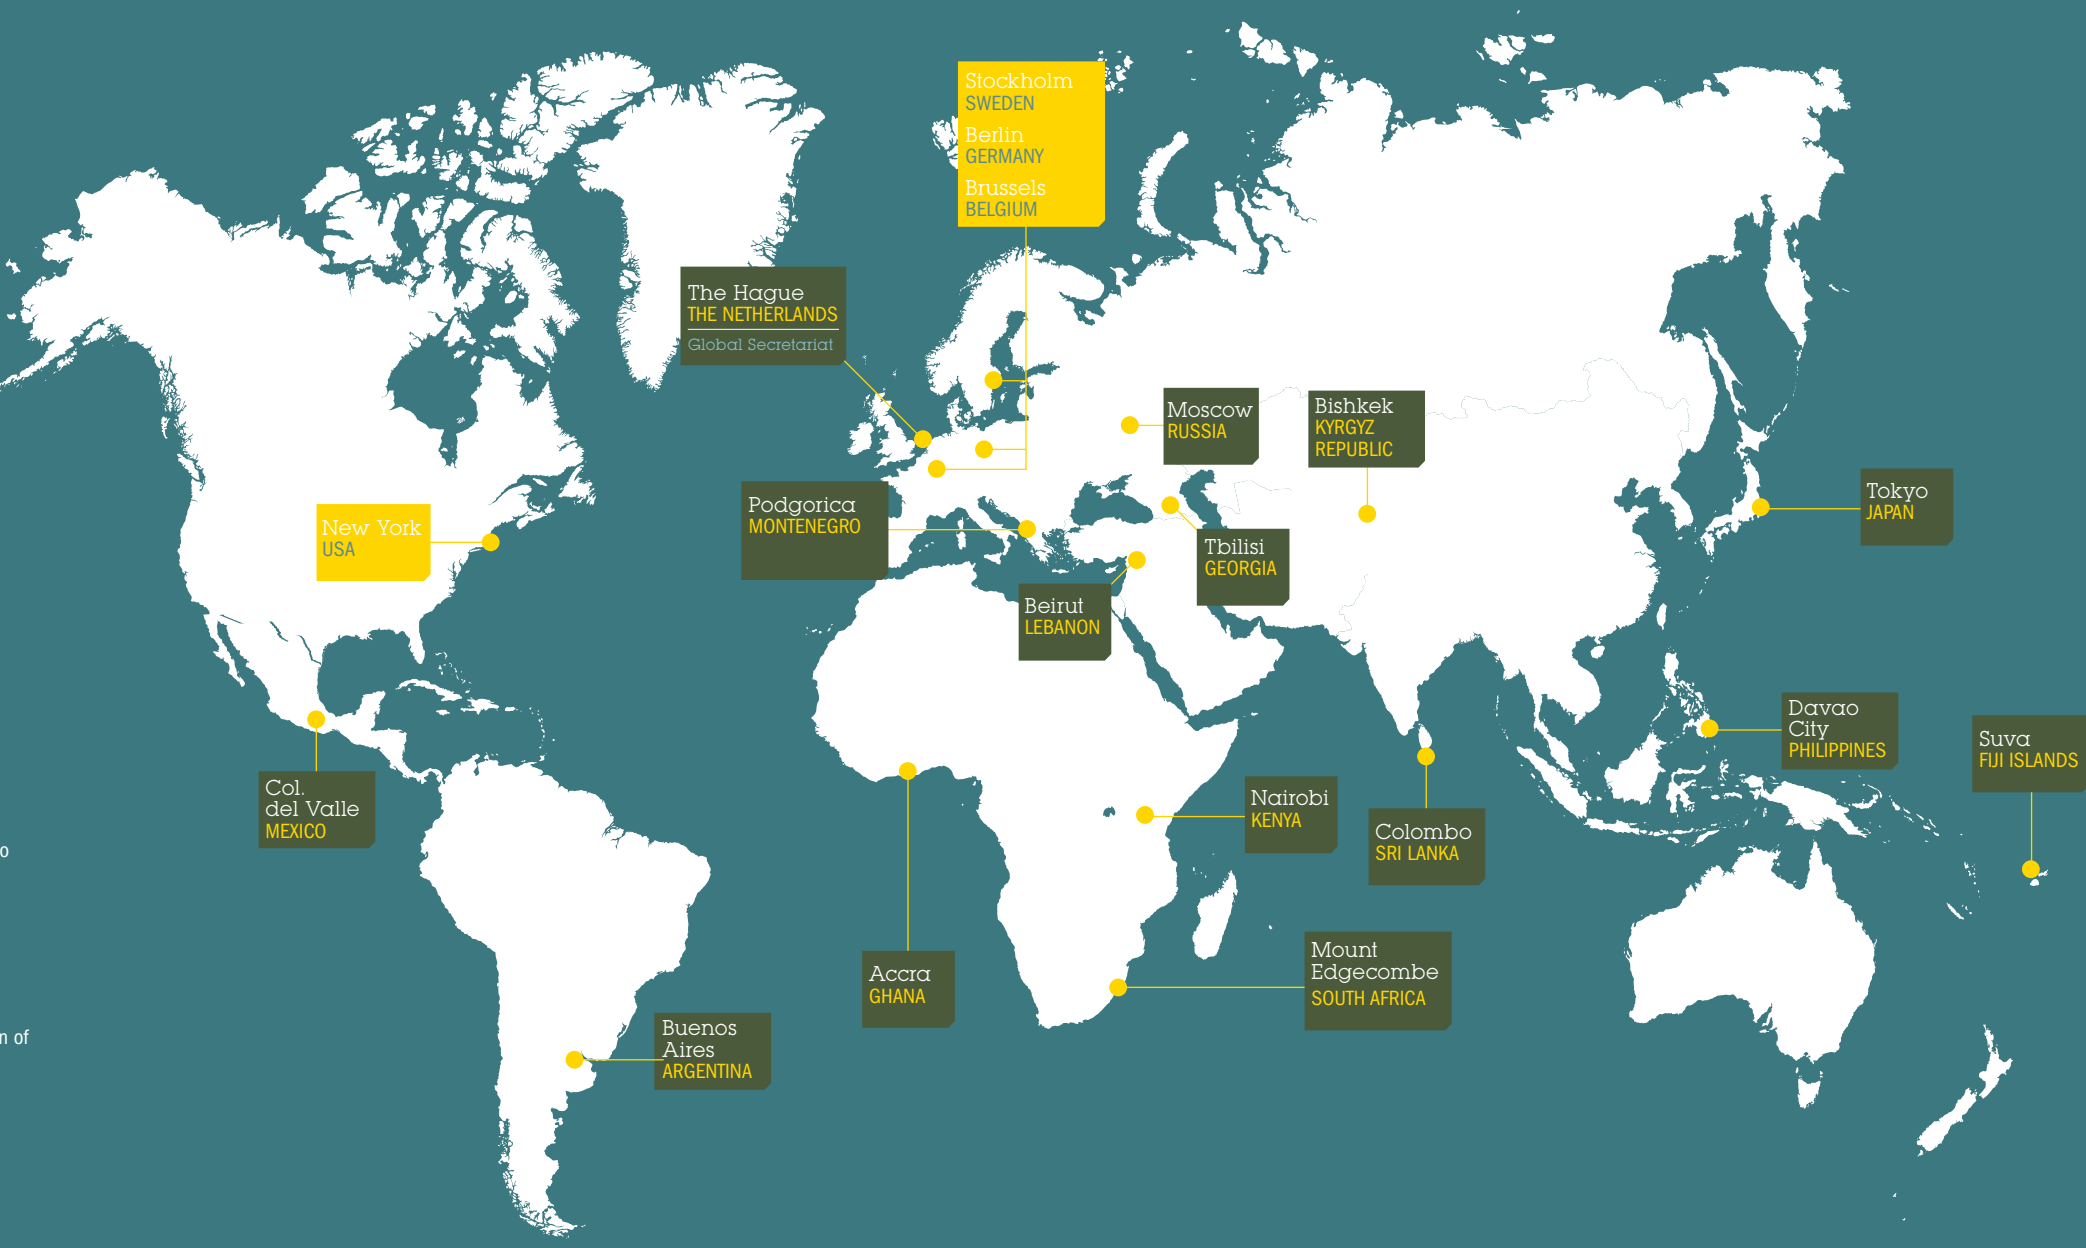 Stockholm
SWEDEN
Berlin
GERMANY
Brussels
BELGIUM
The Hague
THE NETHERLANDS
Global Secretariat
Moscow
RUSSIA
Bishkek
KYRGYZ
REPUBLIC
Tokyo
JAPAN
Podgorica
MONTENEGRO
New York
USA
Tbilisi
GEORGIA
Beirut
LEBANON
Davao
City
PHILIPPINES
Suva
FIJI ISLANDS
Col.
del Valle
MEXICO
Nairobi
KENYA
Colombo
SRI LANKA
o
Mount
Edgecombe
SOUTH AFRICA
Accra
GHANA
Buenos
Aires
ARGENTINA
n of